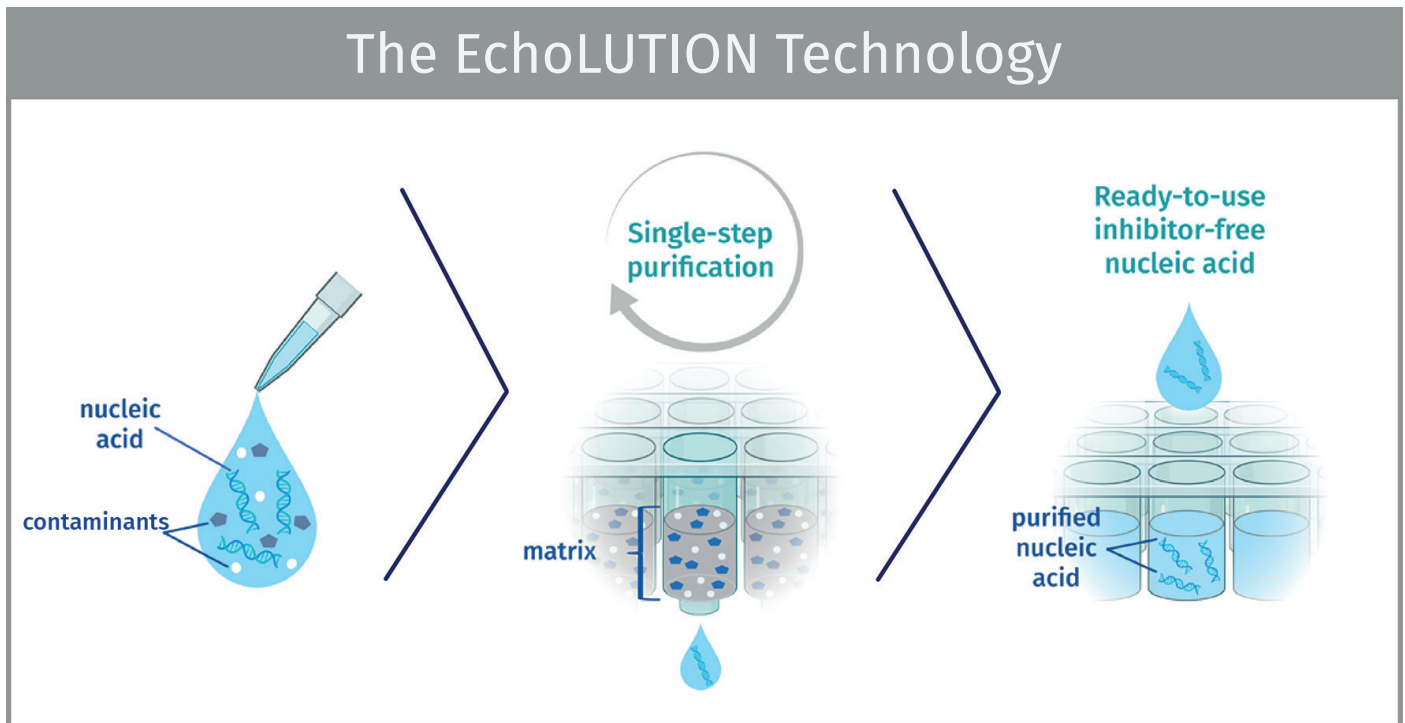 The EchoLUTION Technology
nucleic
acid
contaminants
Single-step
purification
matrix
Ready-to-use
inhibitor-free
nucleic acid
purified
nucleic
acid